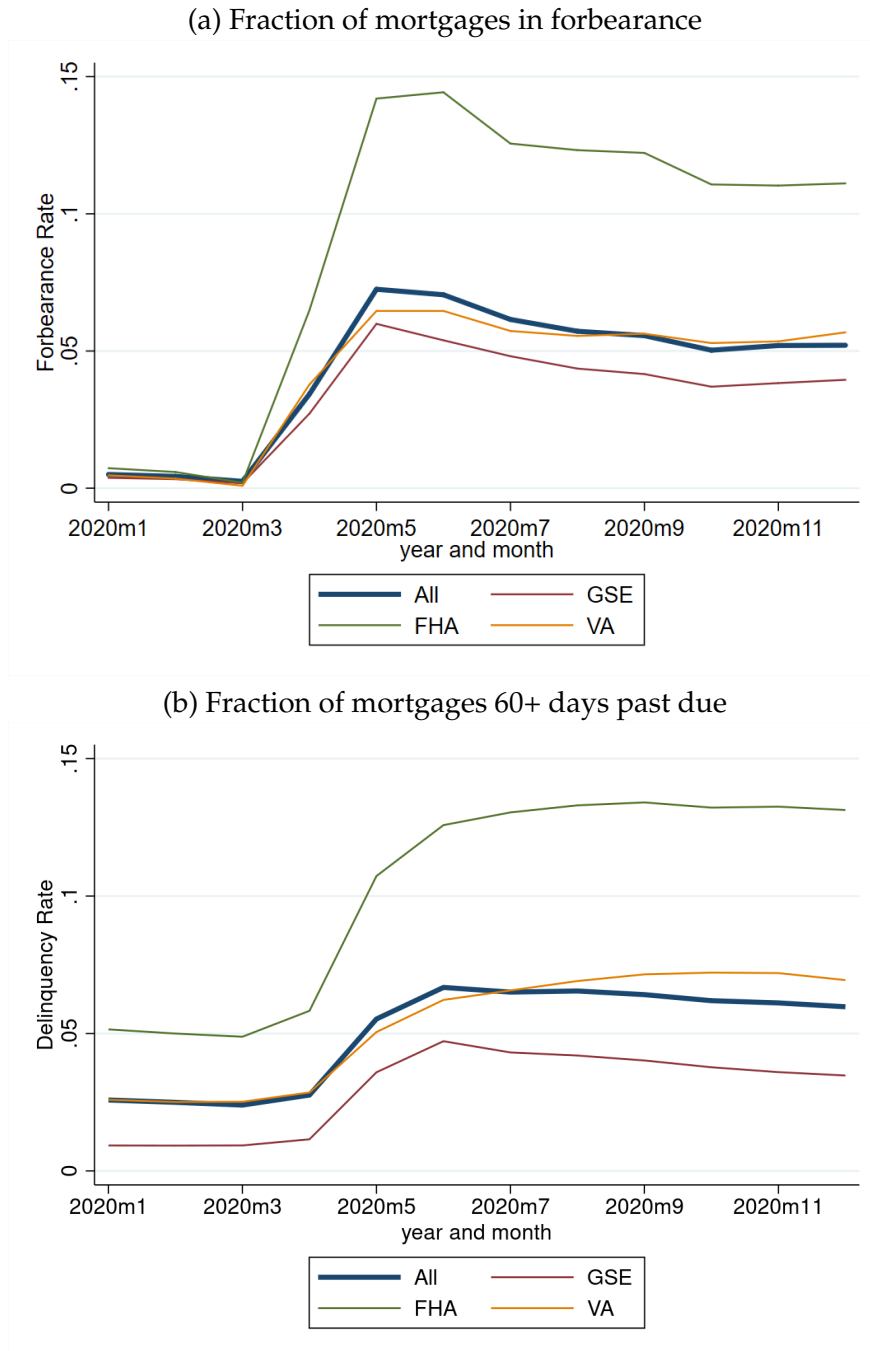 (a) Fraction of mortgages in forbearance
Forbearance Rate
.15
.1
.05
0
2020m1 2020m3 2020m5 2020m7 2020m9 2020m11
year and month
All GSE
FHA VA
(b) Fraction of mortgages 60+ days past due
Delinquency Rate
.15
.1
.05
0
2020m1 2020m3 2020m5 2020m7 2020m9 2020m11
year and month
All GSE
FHA VA